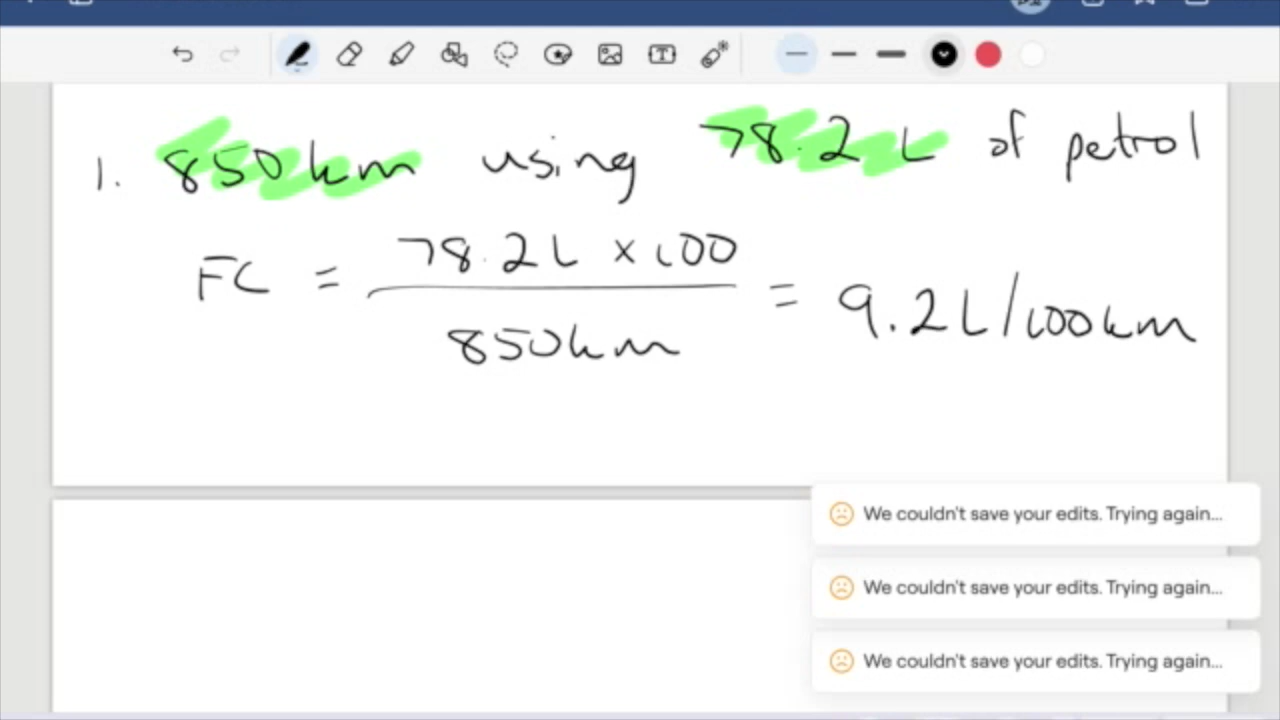 1. 850km using 78.2 L of petrol
FC = 78.2L × 100 / 850km = 9.2L/100km
We couldn't save your edits. Trying again...
We couldn't save your edits. Trying again...
We couldn't save your edits. Trying again...